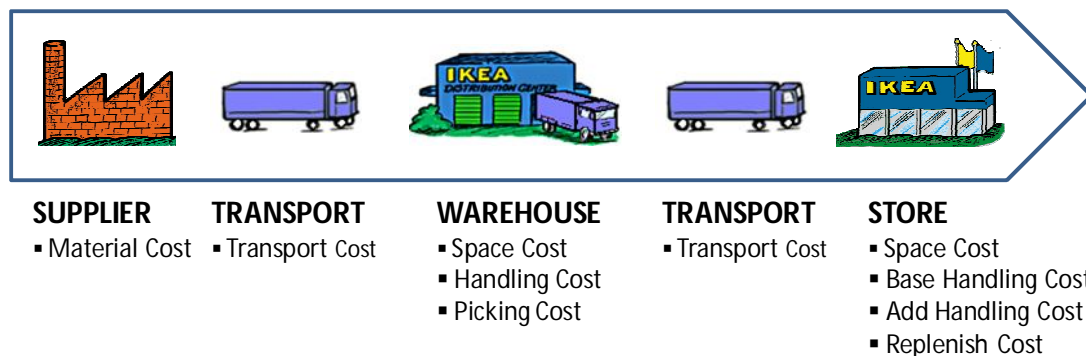 IKEA
DISTRIBUTION CENTER
IKEA
SUPPLIER
▪ Material Cost
TRANSPORT
▪ Transport Cost
WAREHOUSE
▪ Space Cost
▪ Handling Cost
▪ Picking Cost
TRANSPORT
▪ Transport Cost
STORE
▪ Space Cost
▪ Base Handling Cost
▪ Add Handling Cost
▪ Replenish Cost